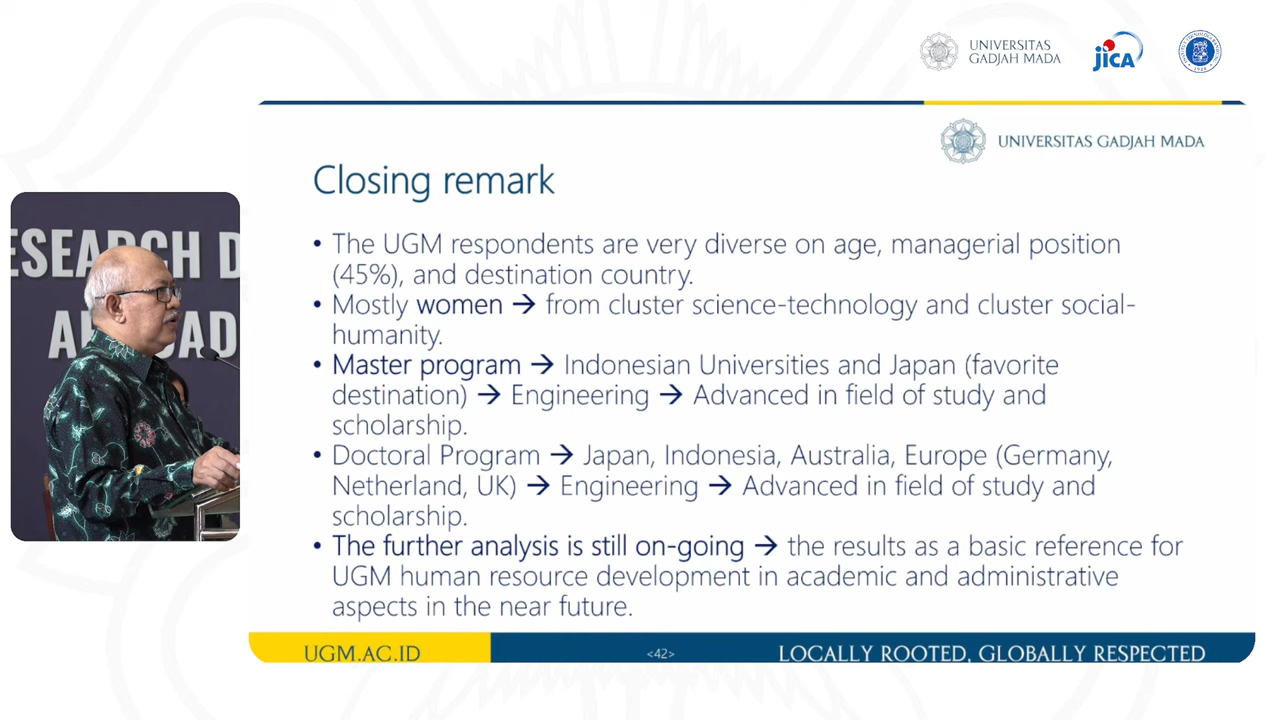 UNIVERSITAS
GADJAH MADA
JICA
UNIVERSITAS GADJAH MADA
Closing remark
• The UGM respondents are very diverse on age, managerial position
(45%), and destination country.
• Mostly women → from cluster science-technology and cluster social-
humanity.
• Master program → Indonesian Universities and Japan (favorite
destination) → Engineering → Advanced in field of study and
scholarship.
• Doctoral Program → Japan, Indonesia, Australia, Europe (Germany,
Netherland, UK) → Engineering → Advanced in field of study and
scholarship.
• The further analysis is still on-going → the results as a basic reference for
UGM human resource development in academic and administrative
aspects in the near future.
UGM.AC.ID
<42>
LOCALLY ROOTED, GLOBALLY RESPECTED
ESEARCH D